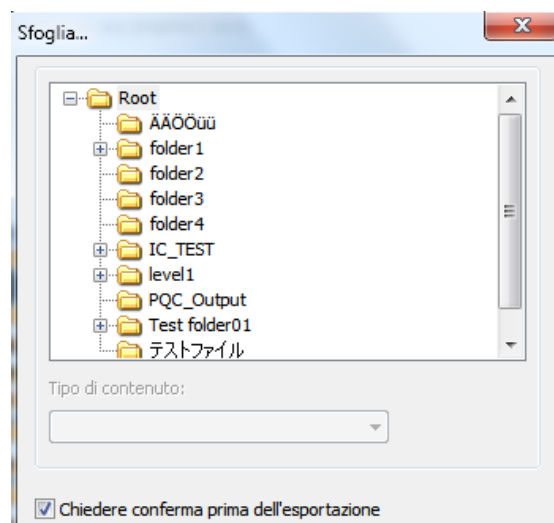 Sfoglia...
Root
ÄÄÖÖüü
folder1
folder2
folder3
folder4
IC_TEST
level1
PQC_Output
Test folder01
テストファイル
Tipo di contenuto:
Chiedere conferma prima dell'esportazione